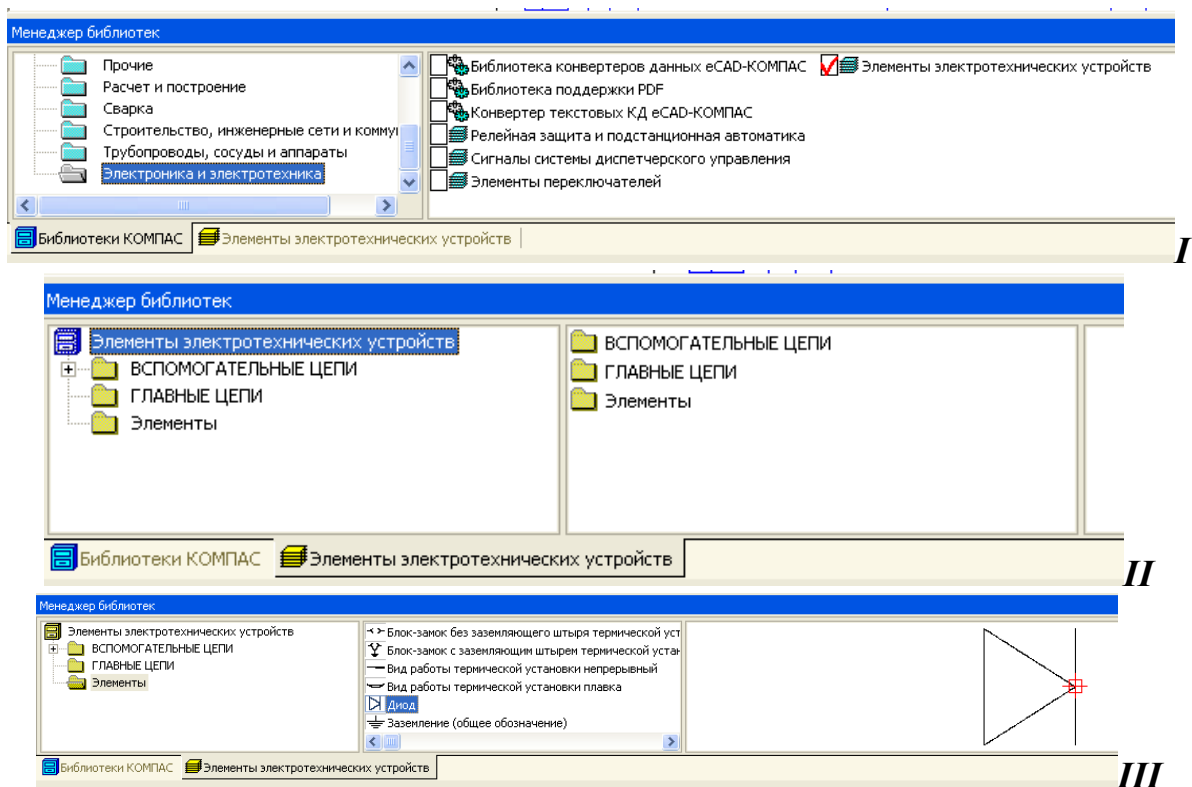 Менеджер библиотек
Прочие
Расчет и построение
Сварка
Строительство, инженерные сети и комму
Трубопроводы, сосуды и аппараты
Электроника и электротехника
Библиотека конвертеров данных eCAD-КОМПАС
Библиотека поддержки PDF
Конвертер текстовых КД eCAD-КОМПАС
Релейная защита и подстанционная автоматика
Сигналы системы диспетчерского управления
Элементы переключателей
Элементы электротехнических устройств
Библиотеки КОМПАС Элементы электротехнических устройств
I
Менеджер библиотек
Элементы электротехнических устройств
ВСПОМОГАТЕЛЬНЫЕ ЦЕПИ
ГЛАВНЫЕ ЦЕПИ
Элементы
ВСПОМОГАТЕЛЬНЫЕ ЦЕПИ
ГЛАВНЫЕ ЦЕПИ
Элементы
Библиотеки КОМПАС Элементы электротехнических устройств
II
Менеджер библиотек
Элементы электротехнических устройств
ВСПОМОГАТЕЛЬНЫЕ ЦЕПИ
ГЛАВНЫЕ ЦЕПИ
Элементы
Блок-замок без заземляющего штыря термической уст
Блок-замок с заземляющим штырем термической устан
Вид работы термической установки непрерывный
Вид работы термической установки плавка
Диод
Заземление (общее обозначение)
Библиотеки КОМПАС Элементы электротехнических устройств
III